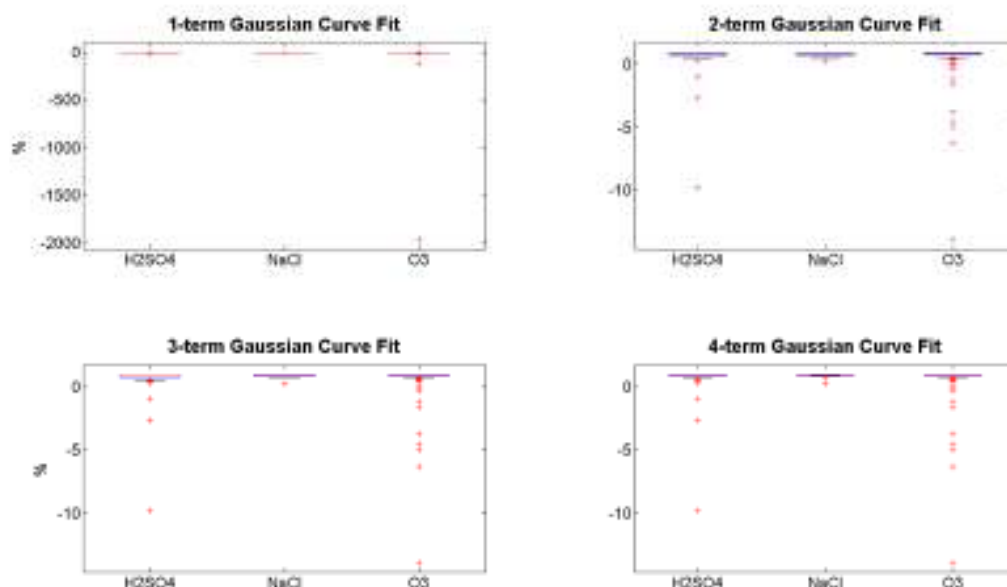 1-term Gaussian Curve Fit
0
-500
-1000
-1500
-2000
%
H2SO4 NaCl O3
2-term Gaussian Curve Fit
0
-5
-10
H2SO4 NaCl O3
3-term Gaussian Curve Fit
0
-5
-10
%
H2SO4 NaCl O3
4-term Gaussian Curve Fit
0
-5
-10
H2SO4 NaCl O3